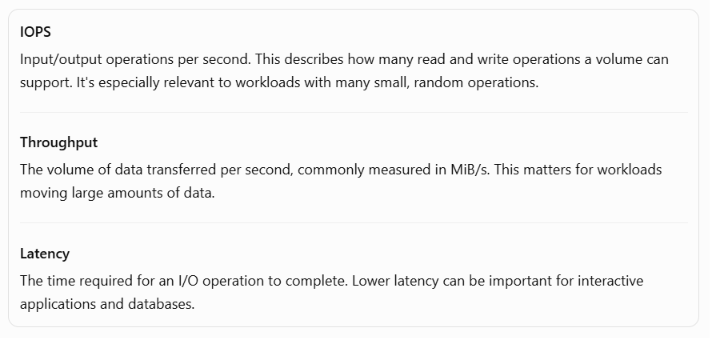 IOPS
Input/output operations per second. This describes how many read and write operations a volume can
support. It's especially relevant to workloads with many small, random operations.
Throughput
The volume of data transferred per second, commonly measured in MiB/s. This matters for workloads
moving large amounts of data.
Latency
The time required for an I/O operation to complete. Lower latency can be important for interactive
applications and databases.